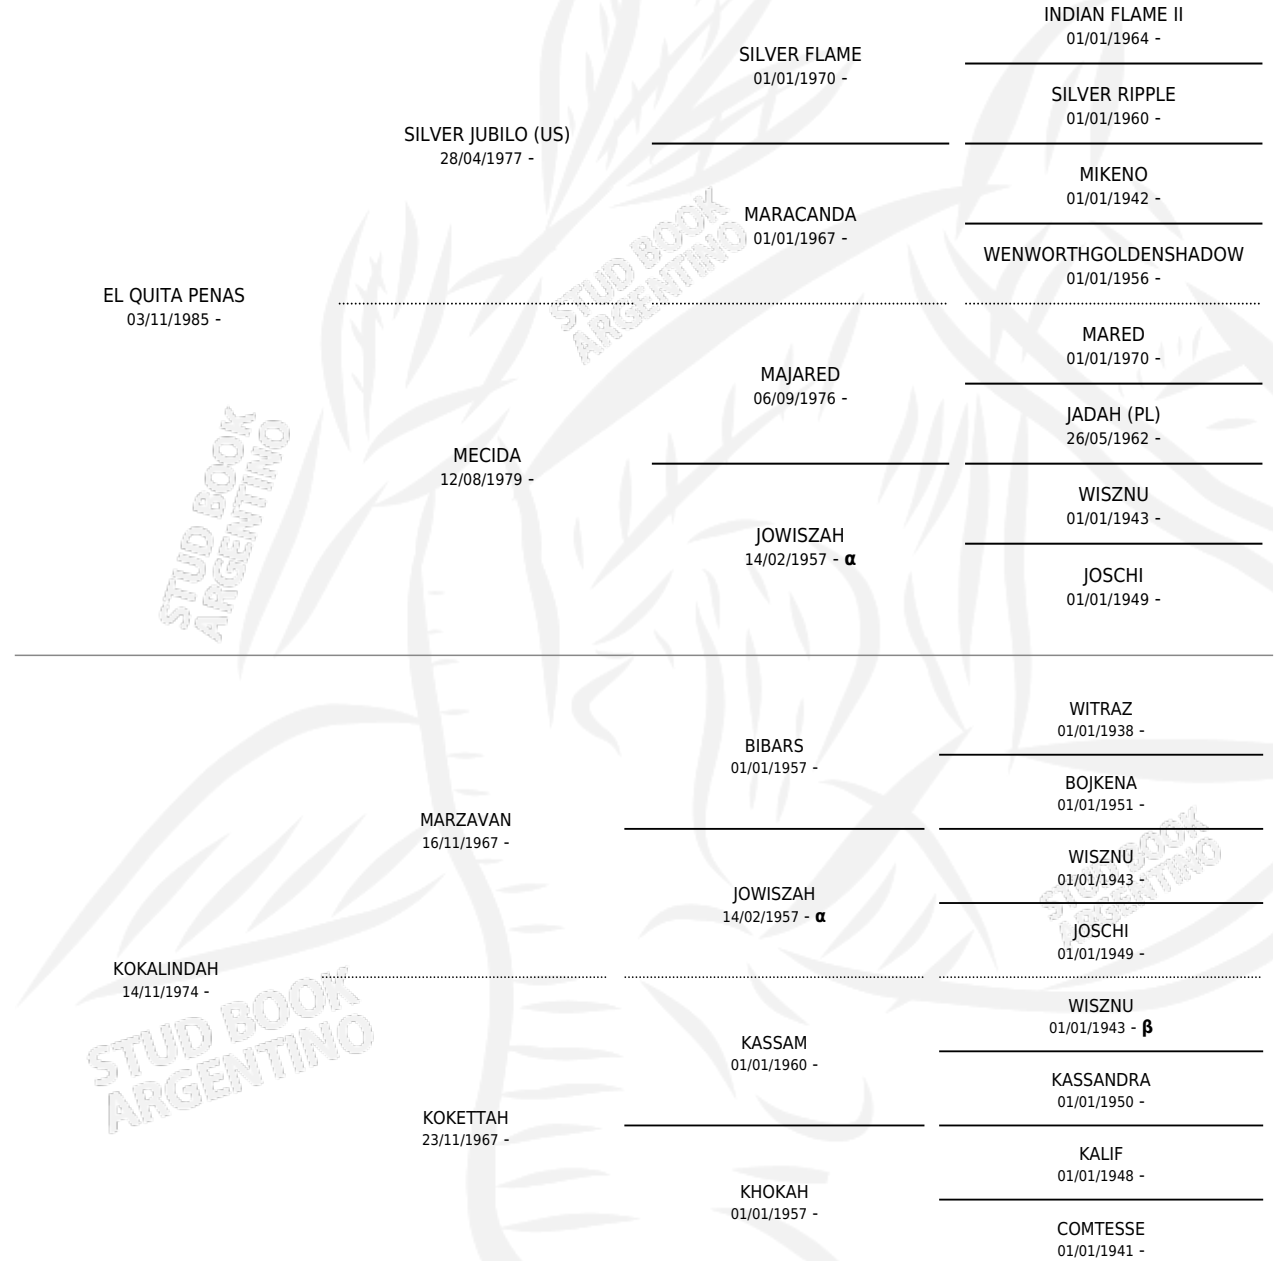 INDIAN FLAME II
01/01/1964 -
SILVER FLAME
01/01/1970 -
SILVER RIPPLE
01/01/1960 -
SILVER JUBILO (US)
28/04/1977 -
MIKENO
01/01/1942 -
MARACANDA
01/01/1967 -
WENWORTHGOLDENSHADOW
01/01/1956 -
STUD BOOK
ARGENTINO
EL QUITA PENAS
03/11/1985 -
MARED
01/01/1970 -
MAJARED
06/09/1976 -
JADAH (PL)
26/05/1962 -
MECIDA
12/08/1979 -
WISZNU
01/01/1943 -
JOWISZAH
14/02/1957 - α
JOSCHI
01/01/1949 -
STUD BOOK
ARGENTINO
WITRAZ
01/01/1938 -
BIBARS
01/01/1957 -
BOJKENA
01/01/1951 -
MARZAVAN
16/11/1967 -
WISZNU
01/01/1943 -
JOWISZAH
14/02/1957 - α
JOSCHI
01/01/1949 -
STUD BOOK
ARGENTINO
KOKALINDAH
14/11/1974 -
WISZNU
01/01/1943 - β
KASSAM
01/01/1960 -
KASSANDRA
01/01/1950 -
STUD BOOK
ARGENTINO
KOKETTAH
23/11/1967 -
KALIF
01/01/1948 -
KHOKAH
01/01/1957 -
COMTESSE
01/01/1941 -